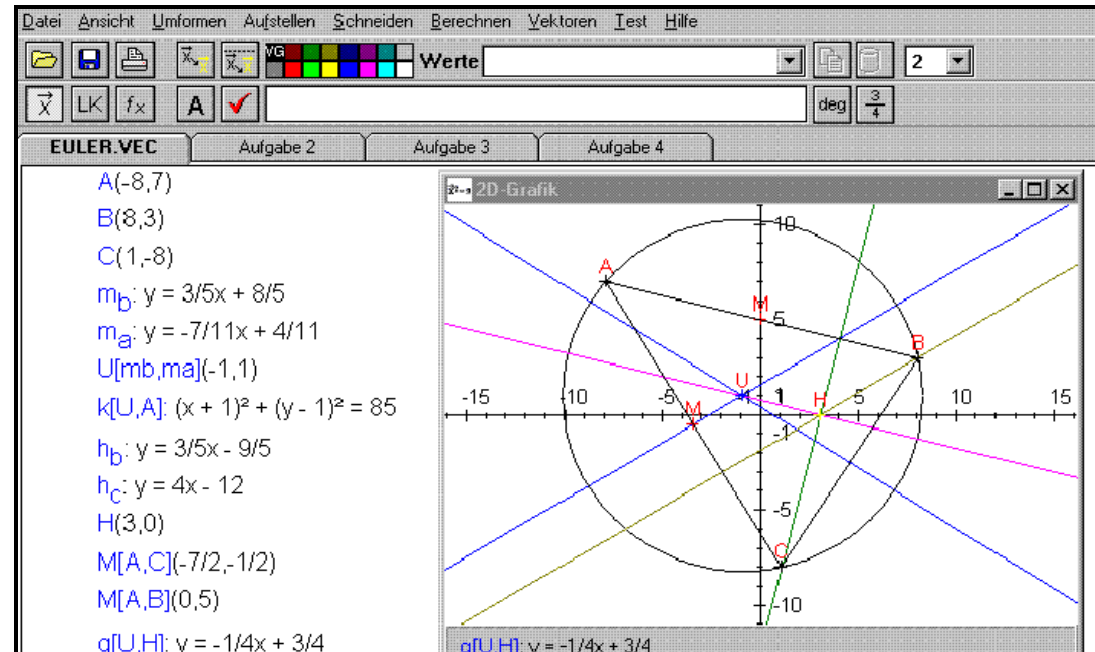 Datei Ansicht Umformen Aufstellen Schneiden Berechnen Vektoren Test Hilfe
VG Werte 2
x LK fx A deg 3/4
EULER.VEC Aufgabe 2 Aufgabe 3 Aufgabe 4
A(-8,7)
B(8,3)
C(1,-8)
m_b: y = 3/5x + 8/5
m_a: y = -7/11x + 4/11
U[mb,ma](-1,1)
k[U,A]: (x + 1)² + (y - 1)² = 85
h_b: y = 3/5x - 9/5
h_c: y = 4x - 12
H(3,0)
M[A,C](-7/2,-1/2)
M[A,B](0,5)
g[U,H]: y = -1/4x + 3/4
2D-Grafik
10
A
M
5
B
U
-15 -10 -5 -1 1 5 10 15
M H
-1
-5
C
-10
g[U,H]: y = -1/4x + 3/4